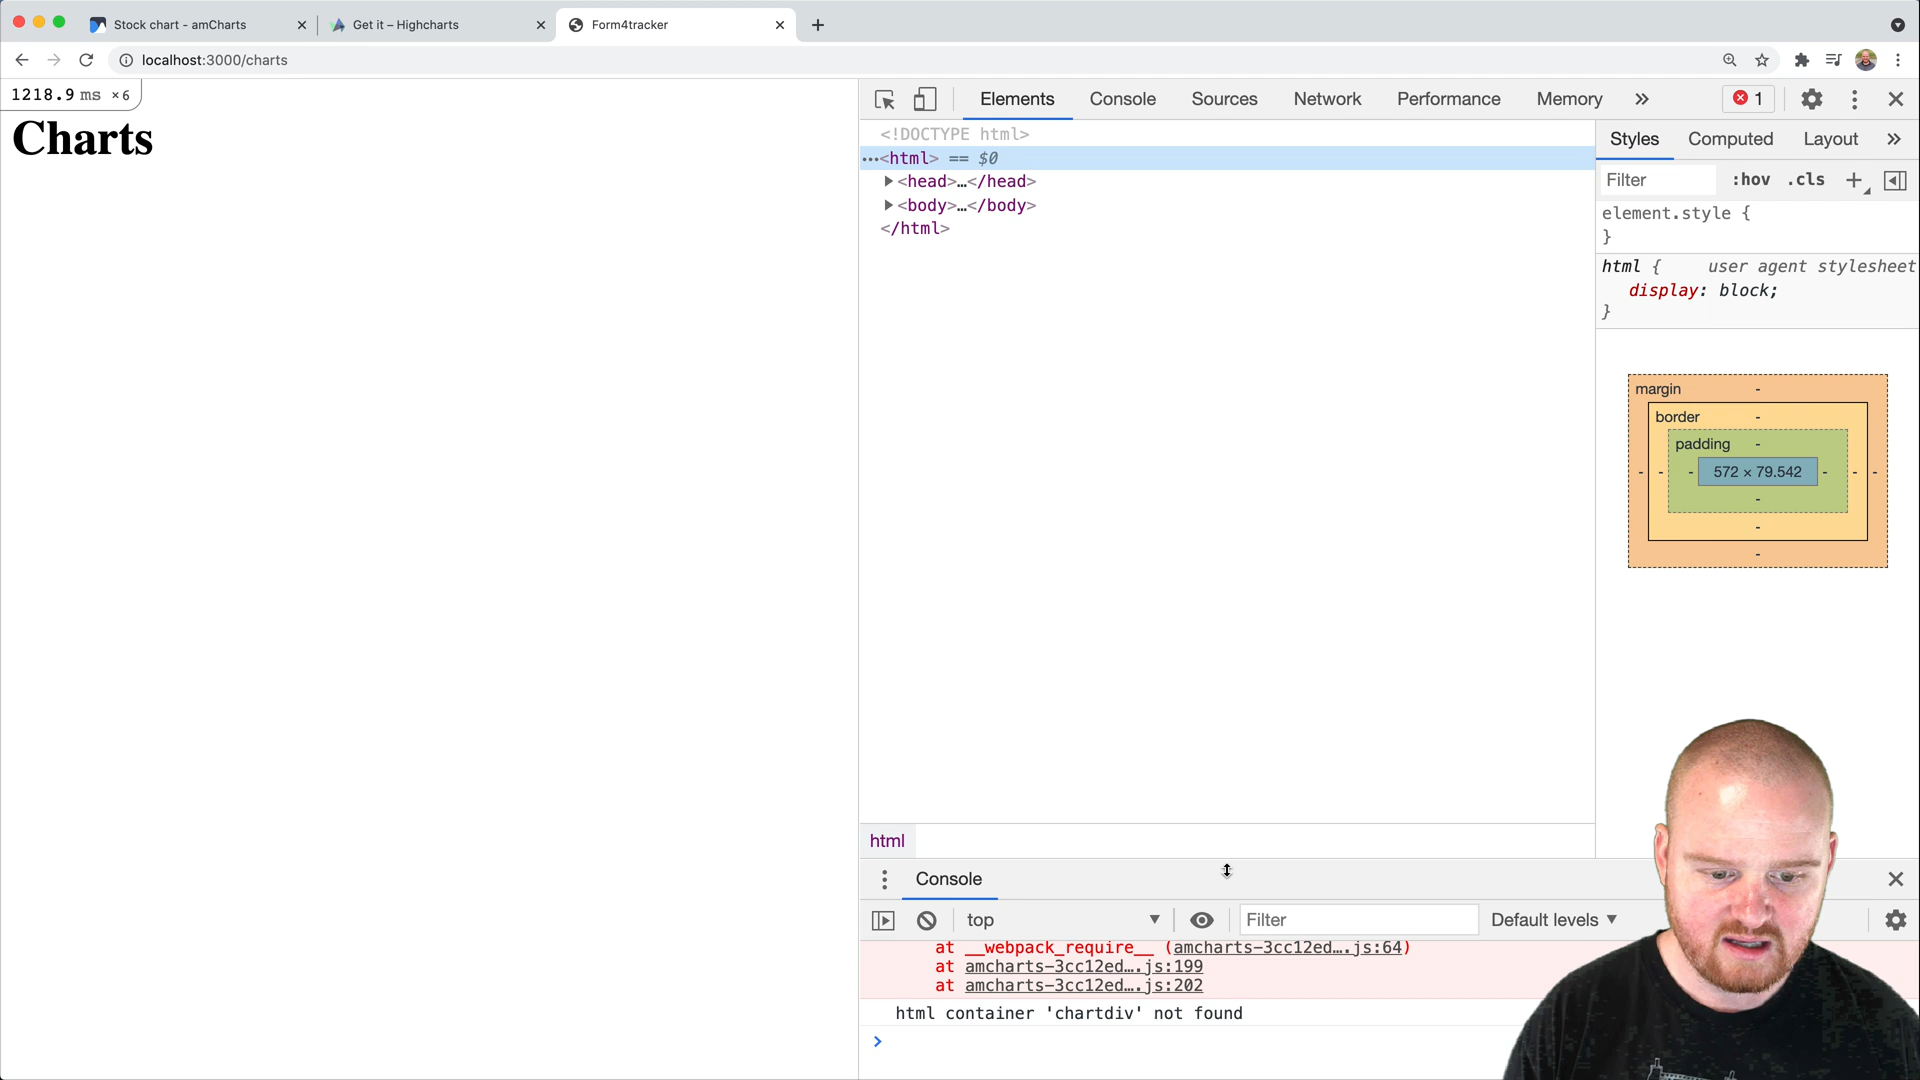 Stock chart - amCharts
Get it – Highcharts
Form4tracker
localhost:3000/charts
1218.9 ms ×6
Charts
Elements
Console
Sources
Network
Performance
Memory
1
<!DOCTYPE html>
<html> == $0
<head>…</head>
<body>…</body>
</html>
html
Styles
Computed
Layout
Filter
:hov
.cls
element.style {
}
html {
user agent stylesheet
display: block;
}
margin
-
border
-
padding
-
- - - 572 × 79.542 - - -
-
-
-
Console
top
Filter
Default levels
at __webpack_require__ (amcharts-3cc12ed….js:64)
at amcharts-3cc12ed….js:199
at amcharts-3cc12ed….js:202
html container 'chartdiv' not found